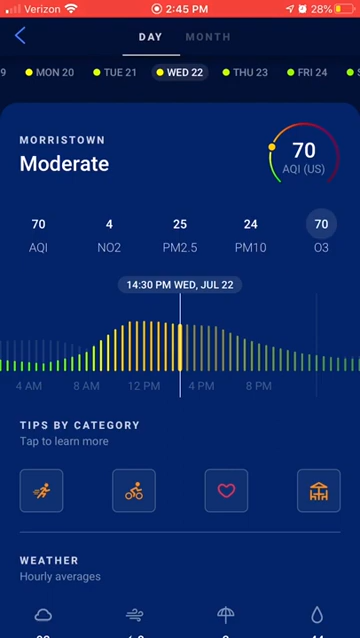 Verizon 2:45 PM 28%
DAY MONTH
9 MON 20 TUE 21 WED 22 THU 23 FRI 24 S
MORRISTOWN
Moderate
70
AQI (US)
70 4 25 24 70
AQI NO2 PM2.5 PM10 O3
14:30 PM WED, JUL 22
4 AM 8 AM 12 PM 4 PM 8 PM
TIPS BY CATEGORY
Tap to learn more
WEATHER
Hourly averages